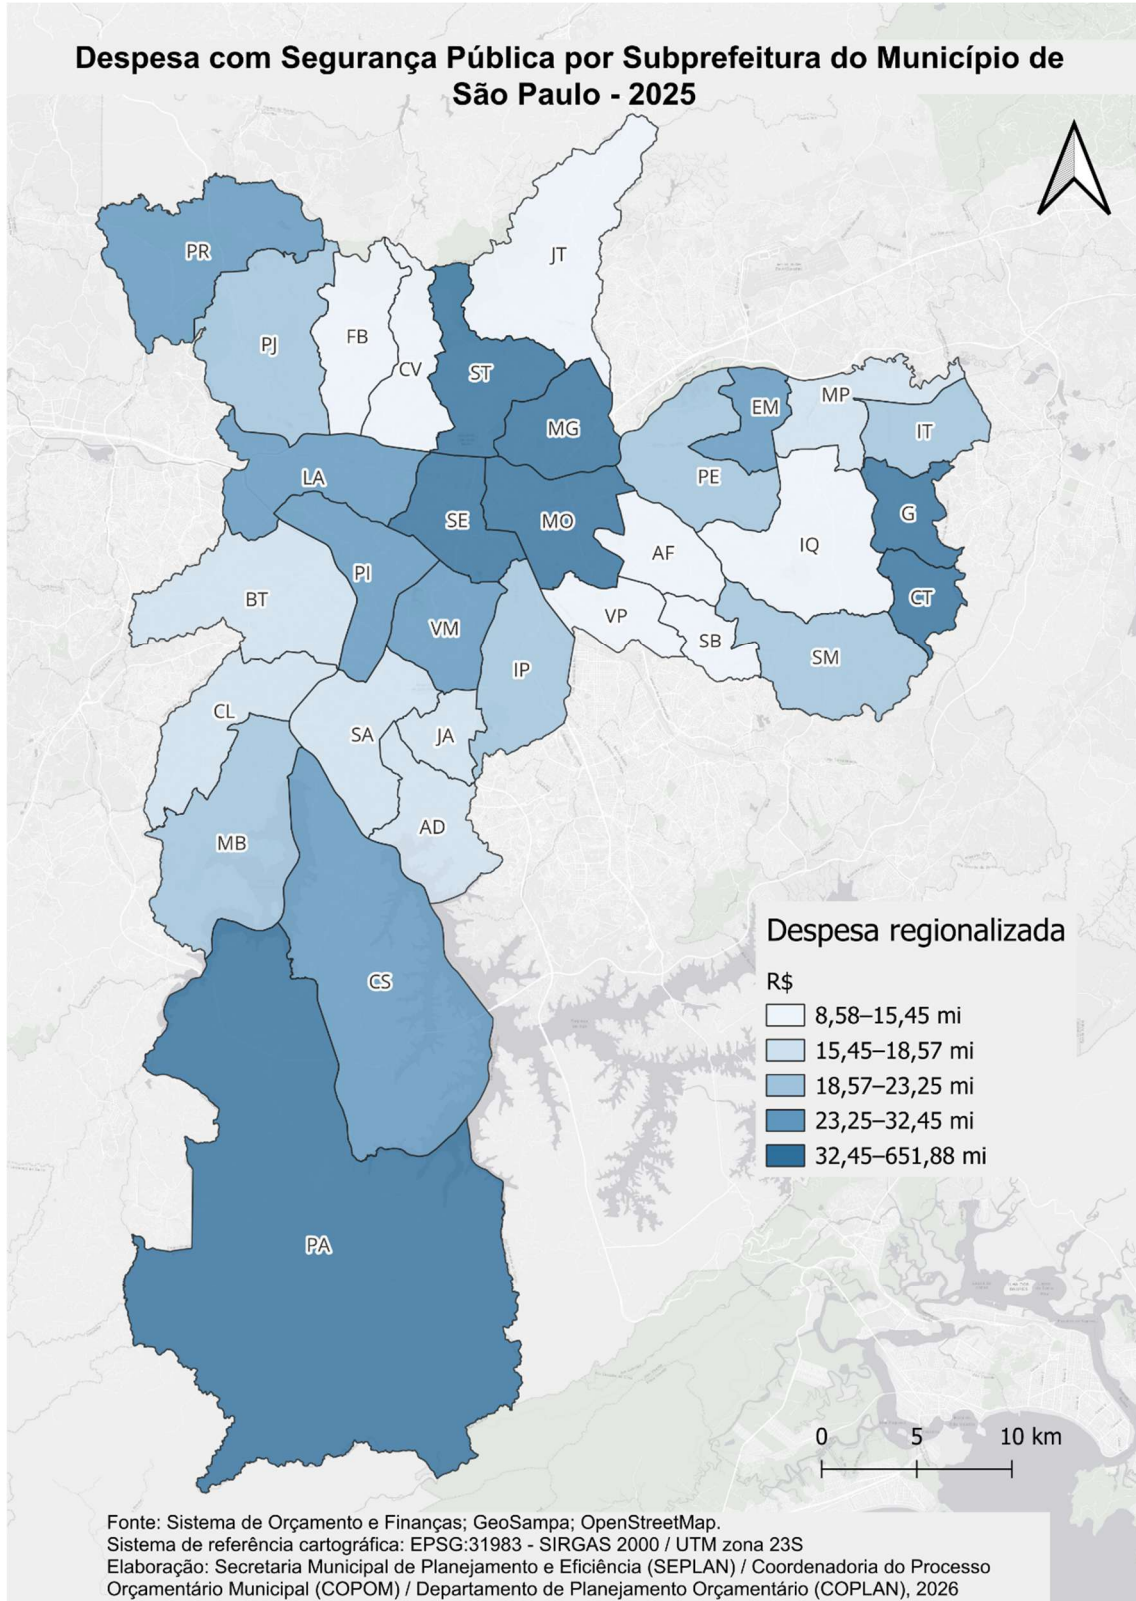 Despesa com Segurança Pública por Subprefeitura do Município de
São Paulo - 2025
PR
JT
PJ
FB
CV
ST
MG
EM
MP
IT
LA
PE
SE
MO
G
AF
IQ
PI
BT
CT
VM
VP
SB
SM
IP
CL
SA
JA
AD
MB
CS
PA
Despesa regionalizada
R$
8,58–15,45 mi
15,45–18,57 mi
18,57–23,25 mi
23,25–32,45 mi
32,45–651,88 mi
0 5 10 km
Fonte: Sistema de Orçamento e Finanças; GeoSampa; OpenStreetMap.
Sistema de referência cartográfica: EPSG:31983 - SIRGAS 2000 / UTM zona 23S
Elaboração: Secretaria Municipal de Planejamento e Eficiência (SEPLAN) / Coordenadoria do Processo
Orçamentário Municipal (COPOM) / Departamento de Planejamento Orçamentário (COPLAN), 2026